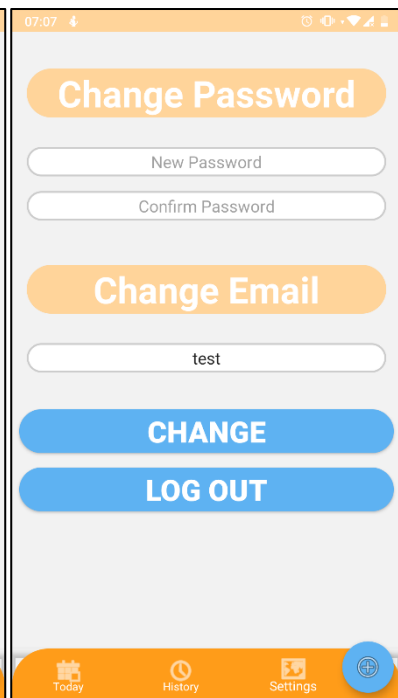 07:07
Change Password
New Password
Confirm Password
Change Email
test
CHANGE
LOG OUT
Today
History
Settings